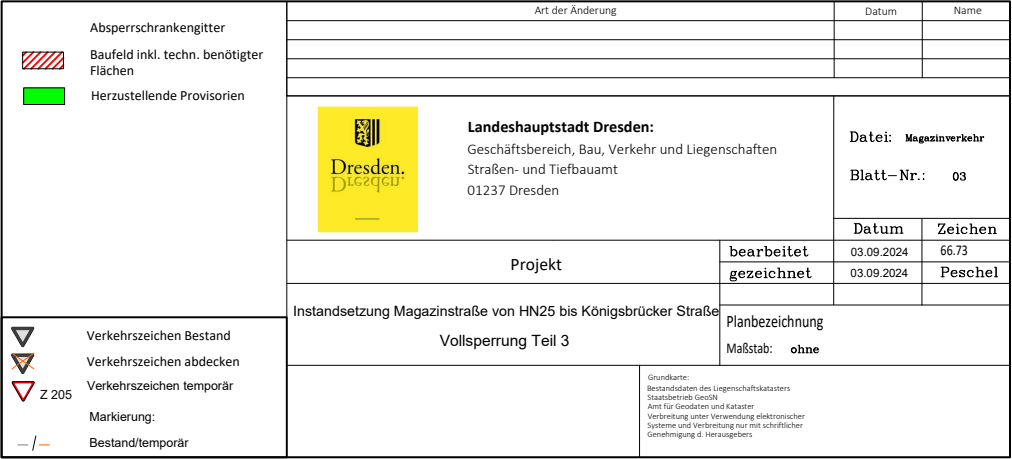 Absperrschrankengitter
Baufeld inkl. techn. benötigter
Flächen
Herzustellende Provisorien
Verkehrszeichen Bestand
Verkehrszeichen abdecken
Z 205 Verkehrszeichen temporär
Markierung:
—/— Bestand/temporär
Art der Änderung Datum Name
Dresden.
Dresden.
Landeshauptstadt Dresden:
Geschäftsbereich, Bau, Verkehr und Liegenschaften
Straßen- und Tiefbauamt
01237 Dresden
Datei: Magazinverkehr
Blatt-Nr.: 03
Datum Zeichen
Projekt
bearbeitet 03.09.2024 66.73
gezeichnet 03.09.2024 Peschel
Instandsetzung Magazinstraße von HN25 bis Königsbrücker Straße
Vollsperrung Teil 3
Planbezeichnung
Maßstab: ohne
Grundkarte:
Bestandsdaten des Liegenschaftskatasters
Staatsbetrieb GeoSN
Amt für Geodaten und Kataster
Verbreitung unter Verwendung elektronischer
Systeme und Verbreitung nur mit schriftlicher
Genehmigung d. Herausgebers